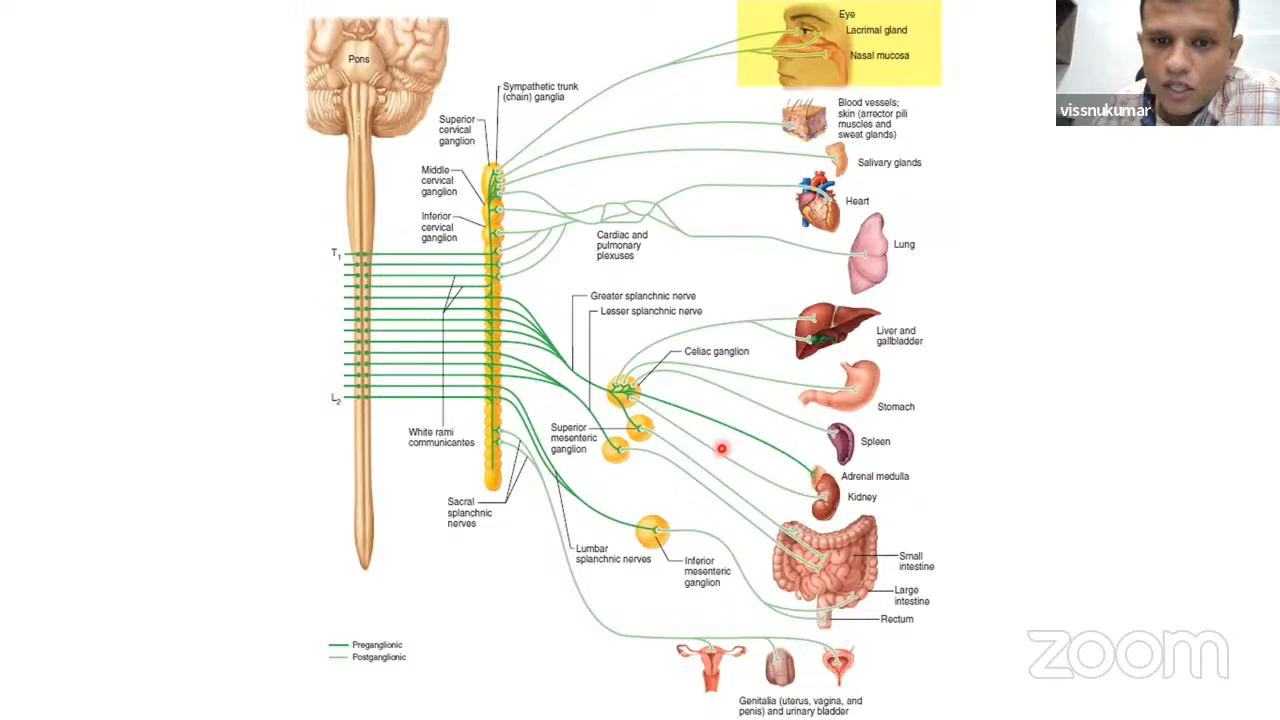 Pons
Eye
Lacrimal gland
Nasal mucosa
vissnukumar
Sympathetic trunk
(chain) ganglia
Superior
cervical
ganglion
Blood vessels;
skin (arrector pili
muscles and
sweat glands)
Salivary glands
Middle
cervical
ganglion
Heart
Inferior
cervical
ganglion
Cardiac and
pulmonary
plexuses
Lung
T1
Greater splanchnic nerve
Lesser splanchnic nerve
Liver and
gallbladder
Celiac ganglion
L2
Stomach
White rami
communicantes
Superior
mesenteric
ganglion
Spleen
Adrenal medulla
Kidney
Sacral
splanchnic
nerves
Lumbar
splanchnic nerves
Inferior
mesenteric
ganglion
Small
intestine
Large
intestine
Rectum
Preganglionic
Postganglionic
Genitalia (uterus, vagina, and
penis) and urinary bladder
zoom